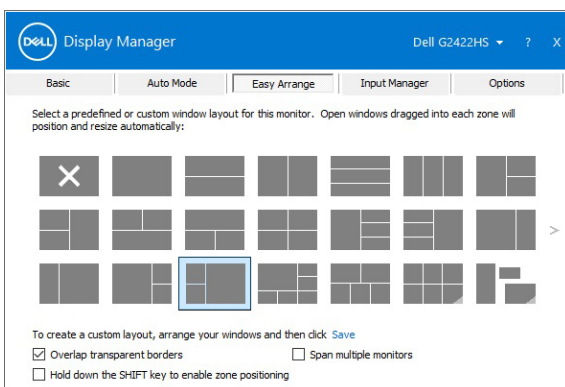 DELL Display Manager Dell G2422HS ? X
Basic Auto Mode Easy Arrange Input Manager Options
Select a predefined or custom window layout for this monitor. Open windows dragged into each zone will
position and resize automatically:
>
To create a custom layout, arrange your windows and then click Save
Overlap transparent borders Span multiple monitors
Hold down the SHIFT key to enable zone positioning